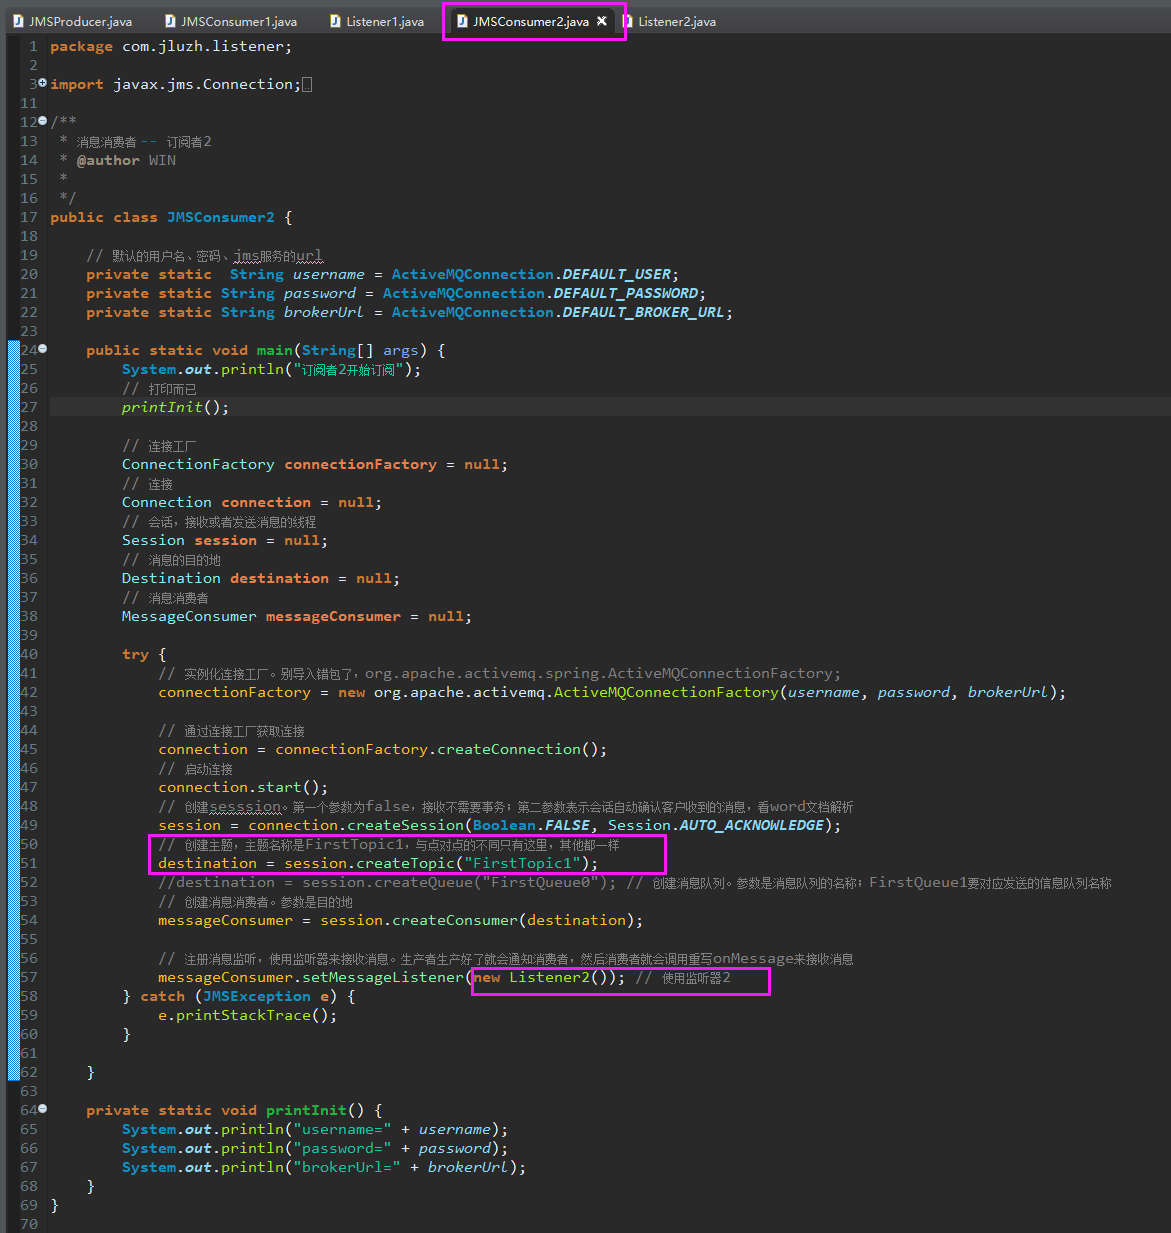 JMSProducer.java JMSConsumer1.java Listener1.java JMSConsumer2.java Listener2.java
1 package com.jluzh.listener;
2
3 import javax.jms.Connection;
11
12 /**
13 * 消息消费者 -- 订阅者2
14 * @author WIN
15 *
16 */
17 public class JMSConsumer2 {
18
19 // 默认的用户名、密码、jms服务的url
20 private static  String username = ActiveMQConnection.DEFAULT_USER;
21 private static String password = ActiveMQConnection.DEFAULT_PASSWORD;
22 private static String brokerUrl = ActiveMQConnection.DEFAULT_BROKER_URL;
23
24 public static void main(String[] args) {
25 System.out.println("订阅者2开始订阅");
26 // 打印而已
27 printInit();
28
29 // 连接工厂
30 ConnectionFactory connectionFactory = null;
31 // 连接
32 Connection connection = null;
33 // 会话，接收或者发送消息的线程
34 Session session = null;
35 // 消息的目的地
36 Destination destination = null;
37 // 消息消费者
38 MessageConsumer messageConsumer = null;
39
40 try {
41 // 实例化连接工厂。别导入错包了，org.apache.activemq.spring.ActiveMQConnectionFactory;
42 connectionFactory = new org.apache.activemq.ActiveMQConnectionFactory(username, password, brokerUrl);
43
44 // 通过连接工厂获取连接
45 connection = connectionFactory.createConnection();
46 // 启动连接
47 connection.start();
48 // 创建sesssion。第一个参数为false，接收不需要事务；第二参数表示会话自动确认客户收到的消息，看word文档解析
49 session = connection.createSession(Boolean.FALSE, Session.AUTO_ACKNOWLEDGE);
50 // 创建主题，主题名称是FirstTopic1，与点对点的不同只有这里，其他都一样
51 destination = session.createTopic("FirstTopic1");
52 //destination = session.createQueue("FirstQueue0"); // 创建消息队列。参数是消息队列的名称；FirstQueue1要对应发送的信息队列名称
53 // 创建消息消费者。参数是目的地
54 messageConsumer = session.createConsumer(destination);
55
56 // 注册消息监听，使用监听器来接收消息。生产者生产好了就会通知消费者，然后消费者就会调用重写onMessage来接收消息
57 messageConsumer.setMessageListener(new Listener2()); // 使用监听器2
58 } catch (JMSException e) {
59 e.printStackTrace();
60 }
61
62 }
63
64 private static void printInit() {
65 System.out.println("username=" + username);
66 System.out.println("password=" + password);
67 System.out.println("brokerUrl=" + brokerUrl);
68 }
69 }
70